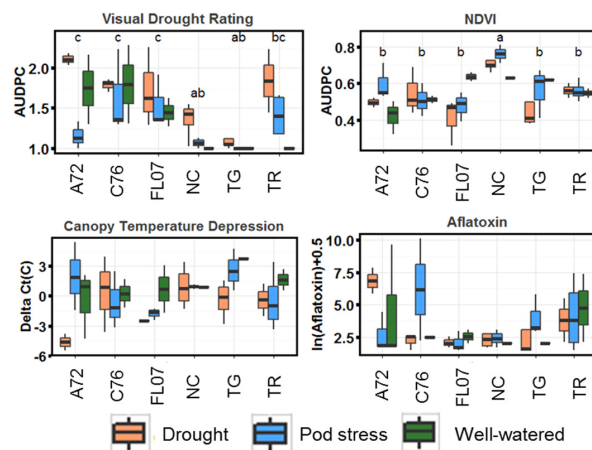 Visual Drought Rating
AUDPC
2.0
1.5
1.0
c c c ab ab bc
A72 C76 FL07 NC TG TR
NDVI
AUDPC
0.8
0.6
0.4
b b b a b b
A72 C76 FL07 NC TG TR
Canopy Temperature Depression
Delta Ct(C)
3
0
-3
-6
A72 C76 FL07 NC TG TR
Aflatoxin
ln(Aflatoxin)+0.5
10.0
7.5
5.0
2.5
A72 C76 FL07 NC TG TR
Drought Pod stress Well-watered